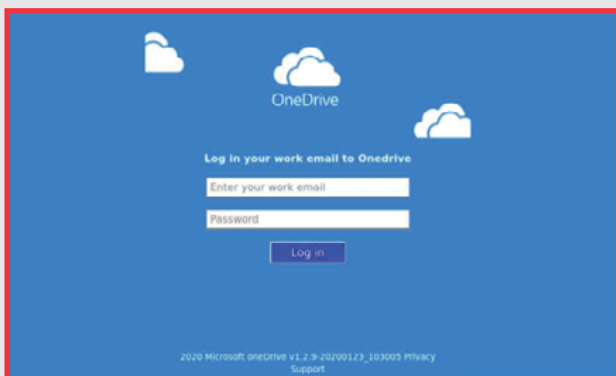 OneDrive
Log in your work email to Onedrive
Enter your work email
Password
Log in
2020 Microsoft oneDrive v1.2.9-20200123_103005 Privacy
Support